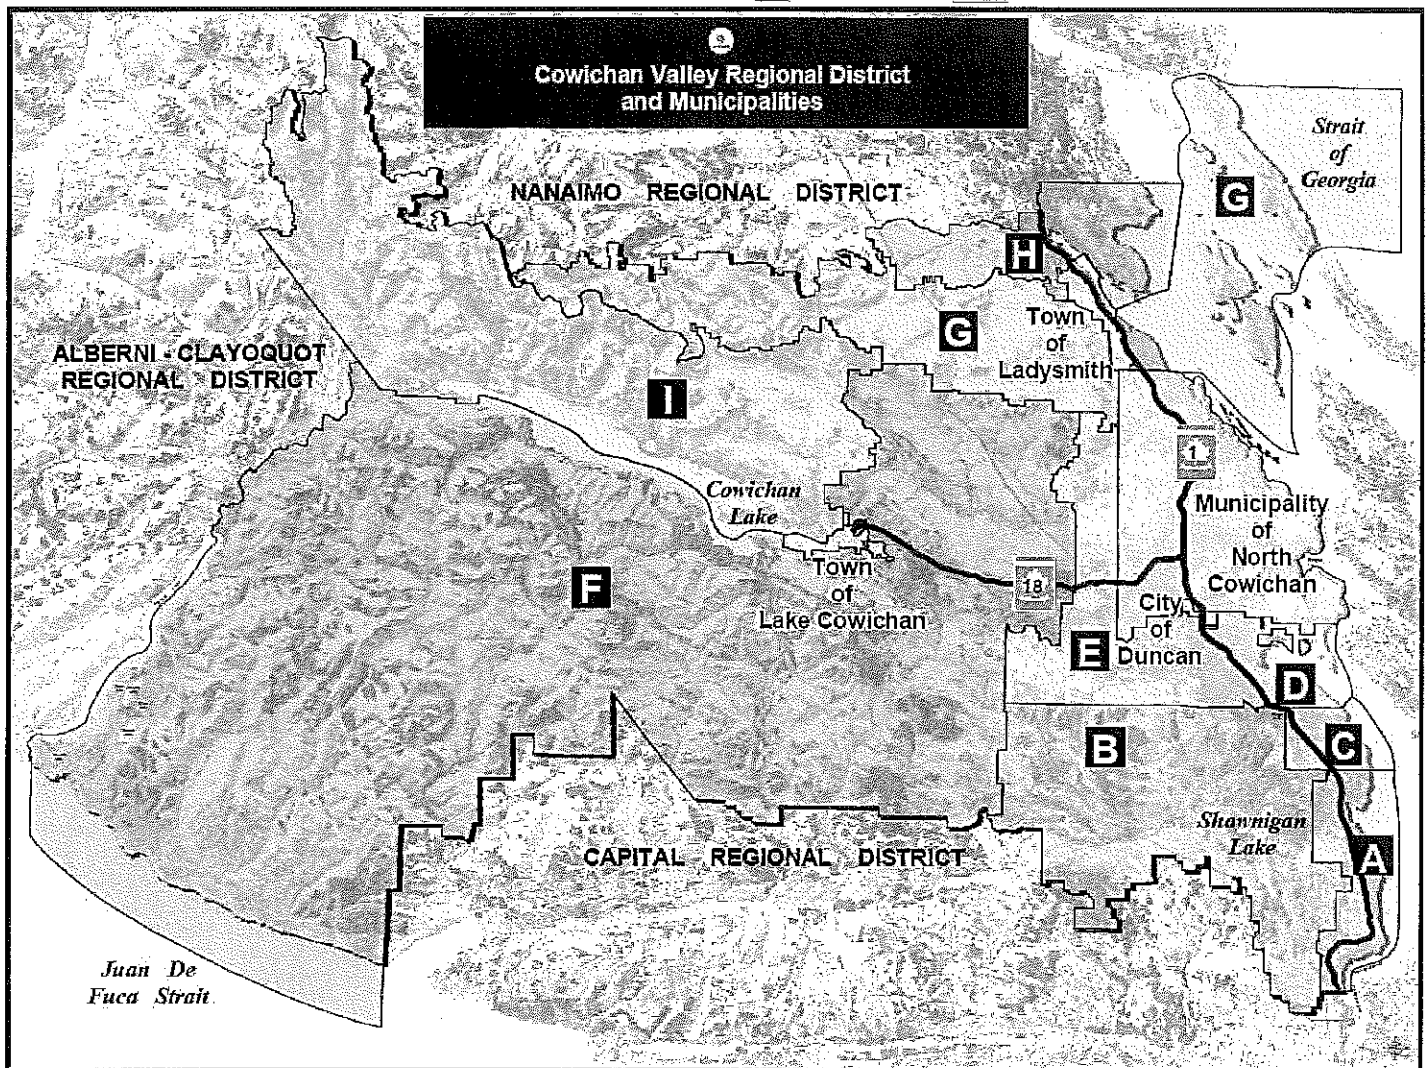 Cowichan Valley Regional District
and Municipalities
Strait
of
Georgia
NANAIMO REGIONAL DISTRICT
G
H
G
Town
of
Ladysmith
ALBERNI - CLAYOQUOT
REGIONAL DISTRICT
I
1
Cowichan
Lake
Municipality
of
North
Cowichan
F
Town
of
Lake Cowichan
18
City
of
Duncan
E
D
B
C
Shawnigan
Lake
A
CAPITAL REGIONAL DISTRICT
Juan De
Fuca Strait